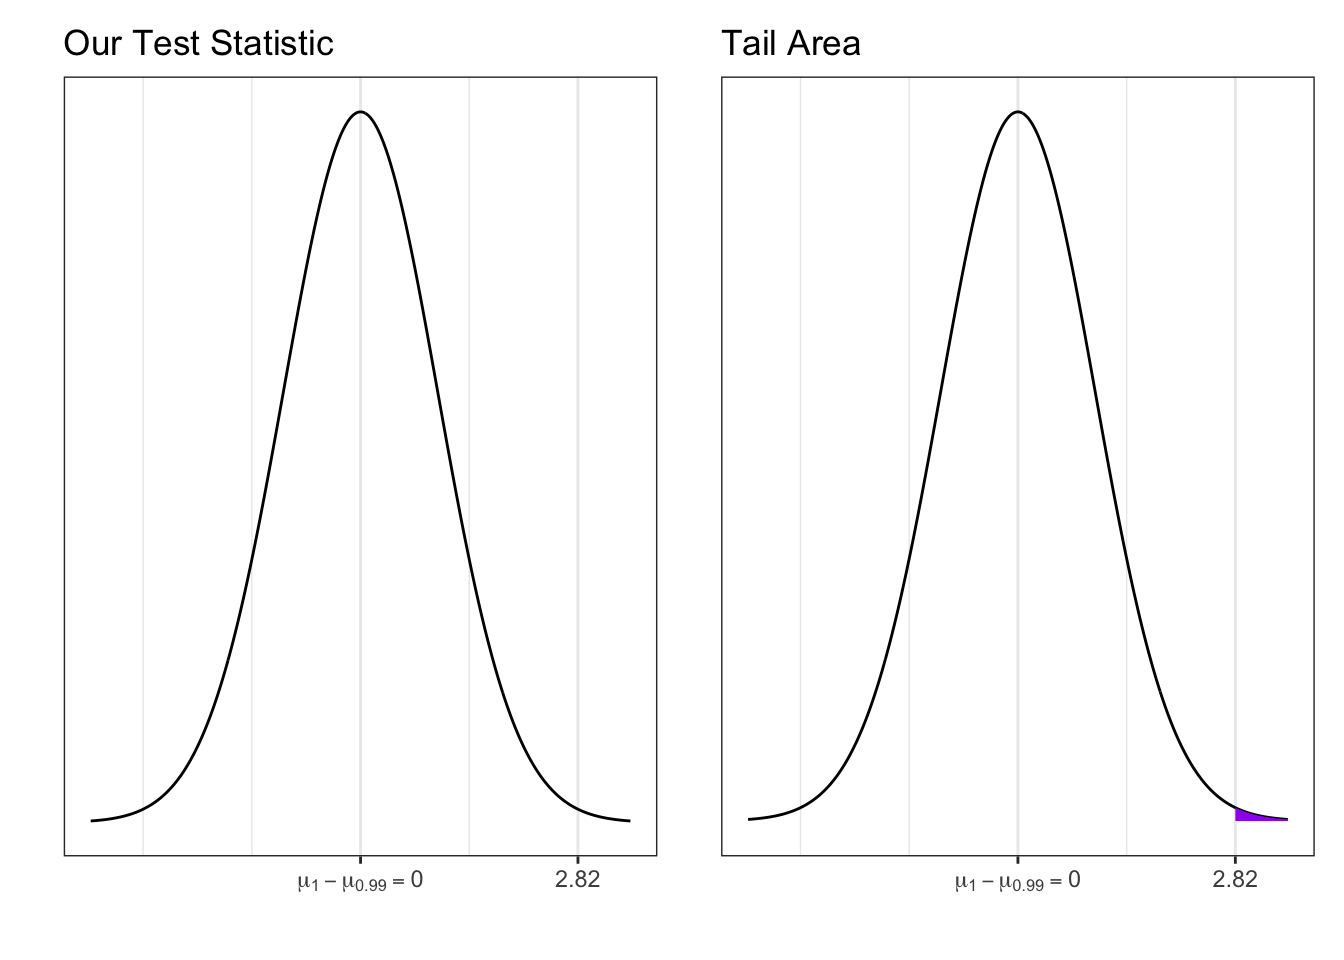 Our Test Statistic
Tail Area
μ₁ – μ₀.₉₉ = 0
2.82
μ₁ – μ₀.₉₉ = 0
2.82